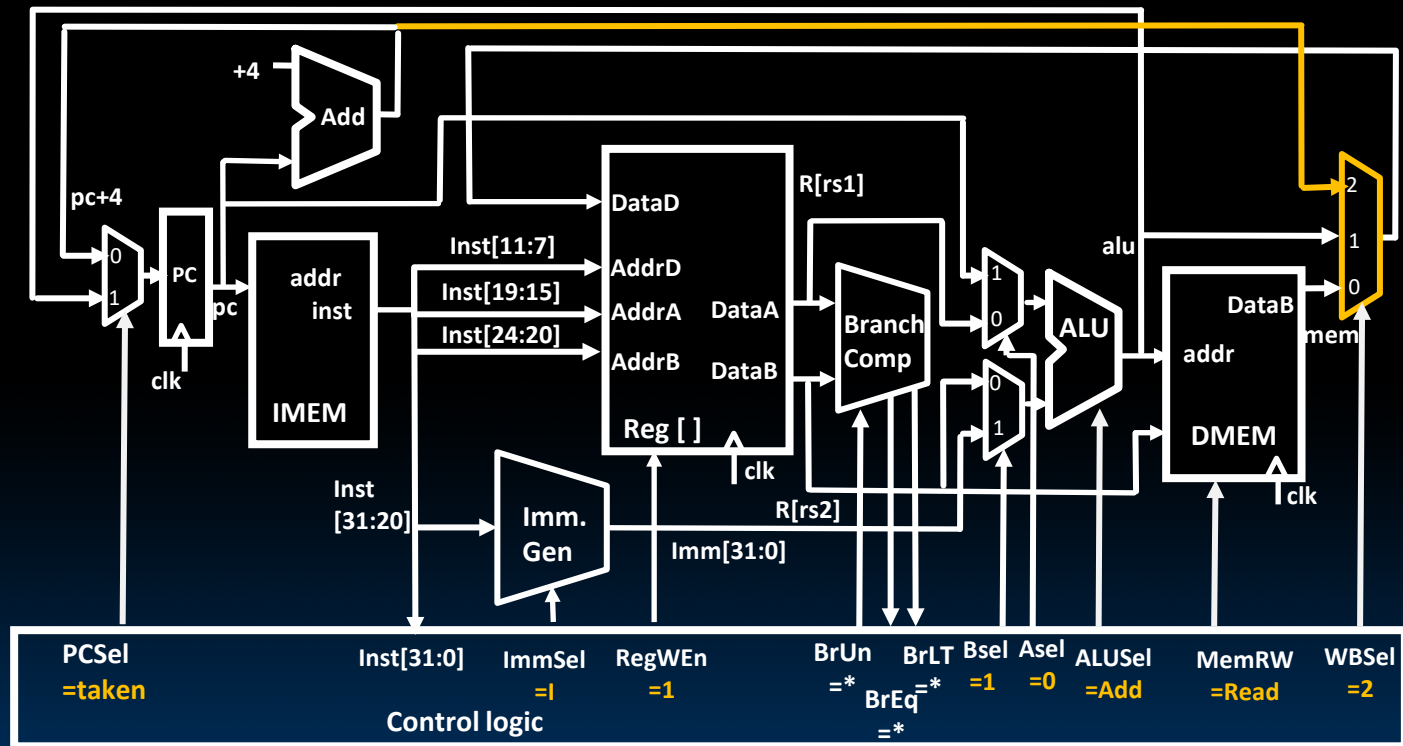 +4
Add
pc+4
0
1
PC
pc
clk
addr
inst
IMEM
Inst[11:7]
Inst[19:15]
Inst[24:20]
Inst
[31:20]
DataD
AddrD
AddrA
AddrB
DataA
DataB
Reg [ ]
clk
Imm.
Gen
Imm[31:0]
R[rs1]
R[rs2]
Branch
Comp
1
0
0
1
ALU
alu
DataB
addr
DMEM
clk
mem
2
1
0
PCSel
=taken
Inst[31:0]
ImmSel
=I
RegWEn
=1
BrUn
=*
BrEq
=*
BrLT
=*
Bsel
=1
Asel
=0
ALUSel
=Add
MemRW
=Read
WBSel
=2
Control logic